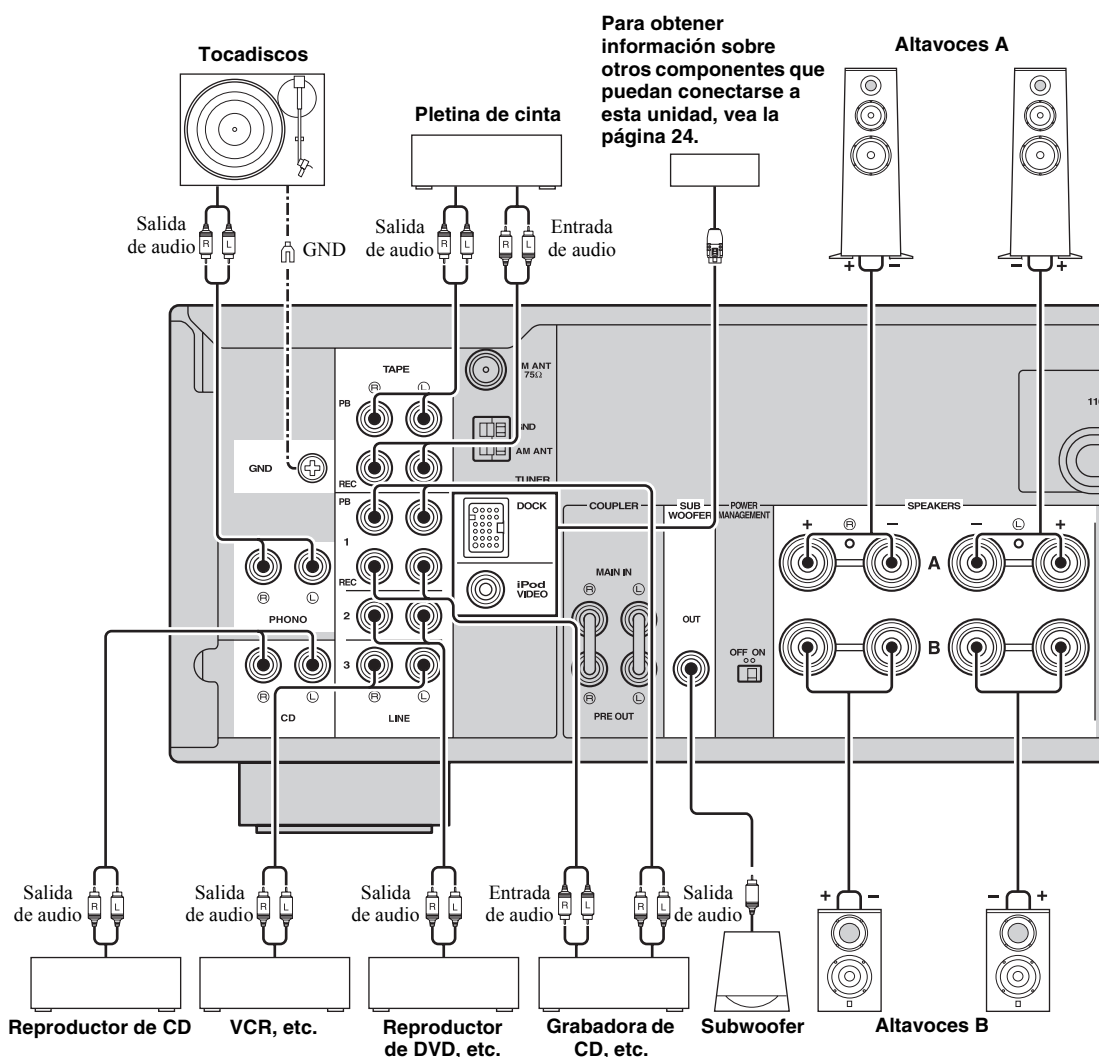 Para obtener
información sobre
otros componentes que
puedan conectarse a
esta unidad, vea la
página 24.
Tocadiscos
Pletina de cinta
Altavoces A
Salida
de audio
R L
GND
Salida
de audio
R L
Entrada
de audio
R L
+ −
− +
TAPE
R L
PB
REC
M ANT
75Ω
ND
AM ANT
TUNER
GND
110
PB
1
REC
2
3
R L
LINE
R L
PHONO
R L
CD
DOCK
iPod
VIDEO
COUPLER
MAIN IN
R L
R L
PRE OUT
SUB
WOOFER
OUT
POWER
MANAGEMENT
OFF ON
SPEAKERS
+ R −
− L +
A
B
Salida
de audio
R L
Salida
de audio
R L
Salida
de audio
R L
Entrada
de audio
R L
R L
Salida
de audio
+ −
− +
Reproductor de CD
VCR, etc.
Reproductor
de DVD, etc.
Grabadora de
CD, etc.
Subwoofer
Altavoces B